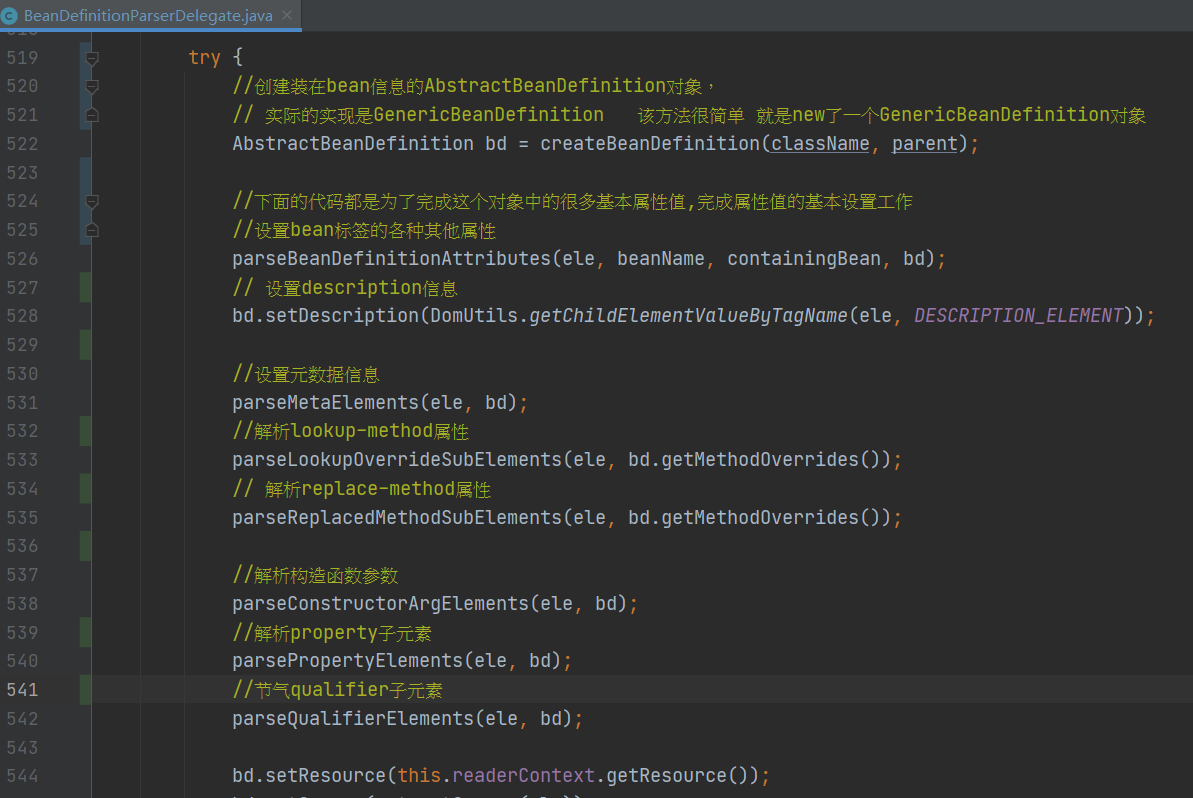 BeanDefinitionParserDelegate.java
519 try {
520 //创建装在bean信息的AbstractBeanDefinition对象，
521 // 实际的实现是GenericBeanDefinition 该方法很简单 就是new了一个GenericBeanDefinition对象
522 AbstractBeanDefinition bd = createBeanDefinition(className, parent);
523
524 //下面的代码都是为了完成这个对象中的很多基本属性值,完成属性值的基本设置工作
525 //设置bean标签的各种其他属性
526 parseBeanDefinitionAttributes(ele, beanName, containingBean, bd);
527 // 设置description信息
528 bd.setDescription(DomUtils.getChildElementValueByTagName(ele, DESCRIPTION_ELEMENT));
529
530 //设置元数据信息
531 parseMetaElements(ele, bd);
532 //解析lookup-method属性
533 parseLookupOverrideSubElements(ele, bd.getMethodOverrides());
534 // 解析replace-method属性
535 parseReplacedMethodSubElements(ele, bd.getMethodOverrides());
536
537 //解析构造函数参数
538 parseConstructorArgElements(ele, bd);
539 //解析property子元素
540 parsePropertyElements(ele, bd);
541 //节气qualifier子元素
542 parseQualifierElements(ele, bd);
543
544 bd.setResource(this.readerContext.getResource());